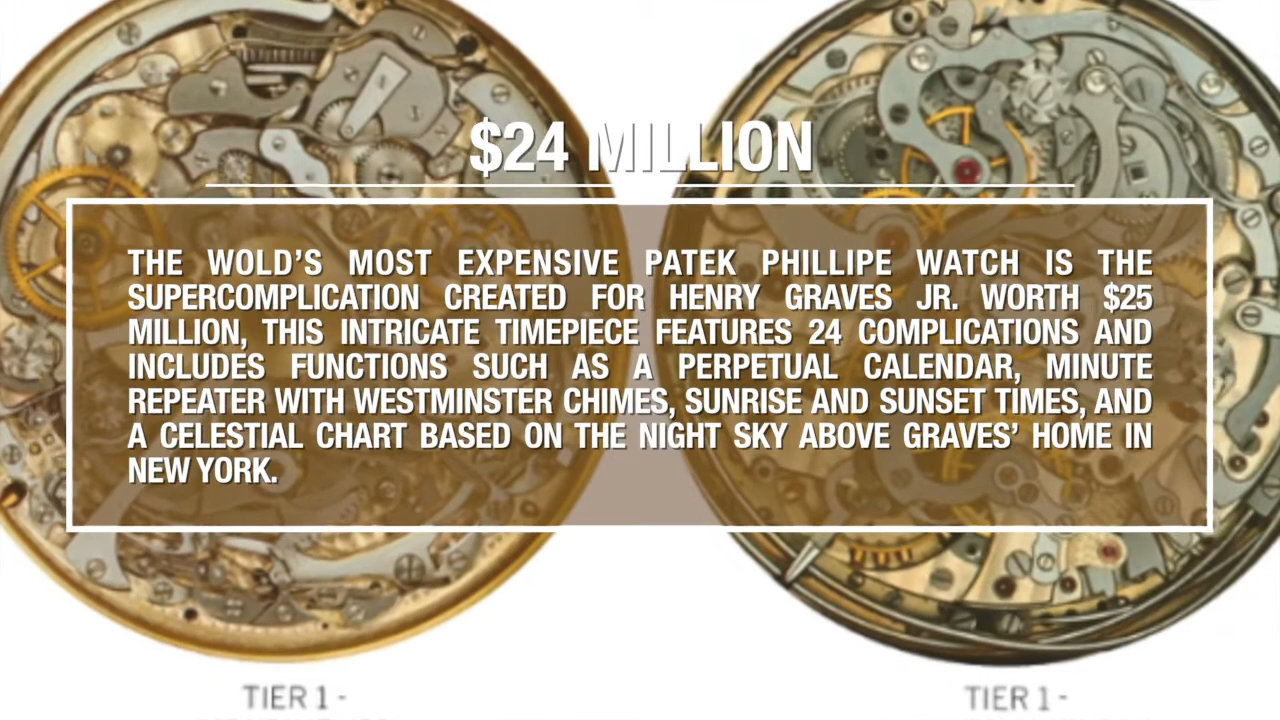 $24 MILLION
THE WOLD'S MOST EXPENSIVE PATEK PHILLIPE WATCH IS THE
SUPERCOMPLICATION CREATED FOR HENRY GRAVES JR. WORTH $25
MILLION, THIS INTRICATE TIMEPIECE FEATURES 24 COMPLICATIONS AND
INCLUDES FUNCTIONS SUCH AS A PERPETUAL CALENDAR, MINUTE
REPEATER WITH WESTMINSTER CHIMES, SUNRISE AND SUNSET TIMES, AND
A CELESTIAL CHART BASED ON THE NIGHT SKY ABOVE GRAVES' HOME IN
NEW YORK.
TIER 1 - TIER 1 -